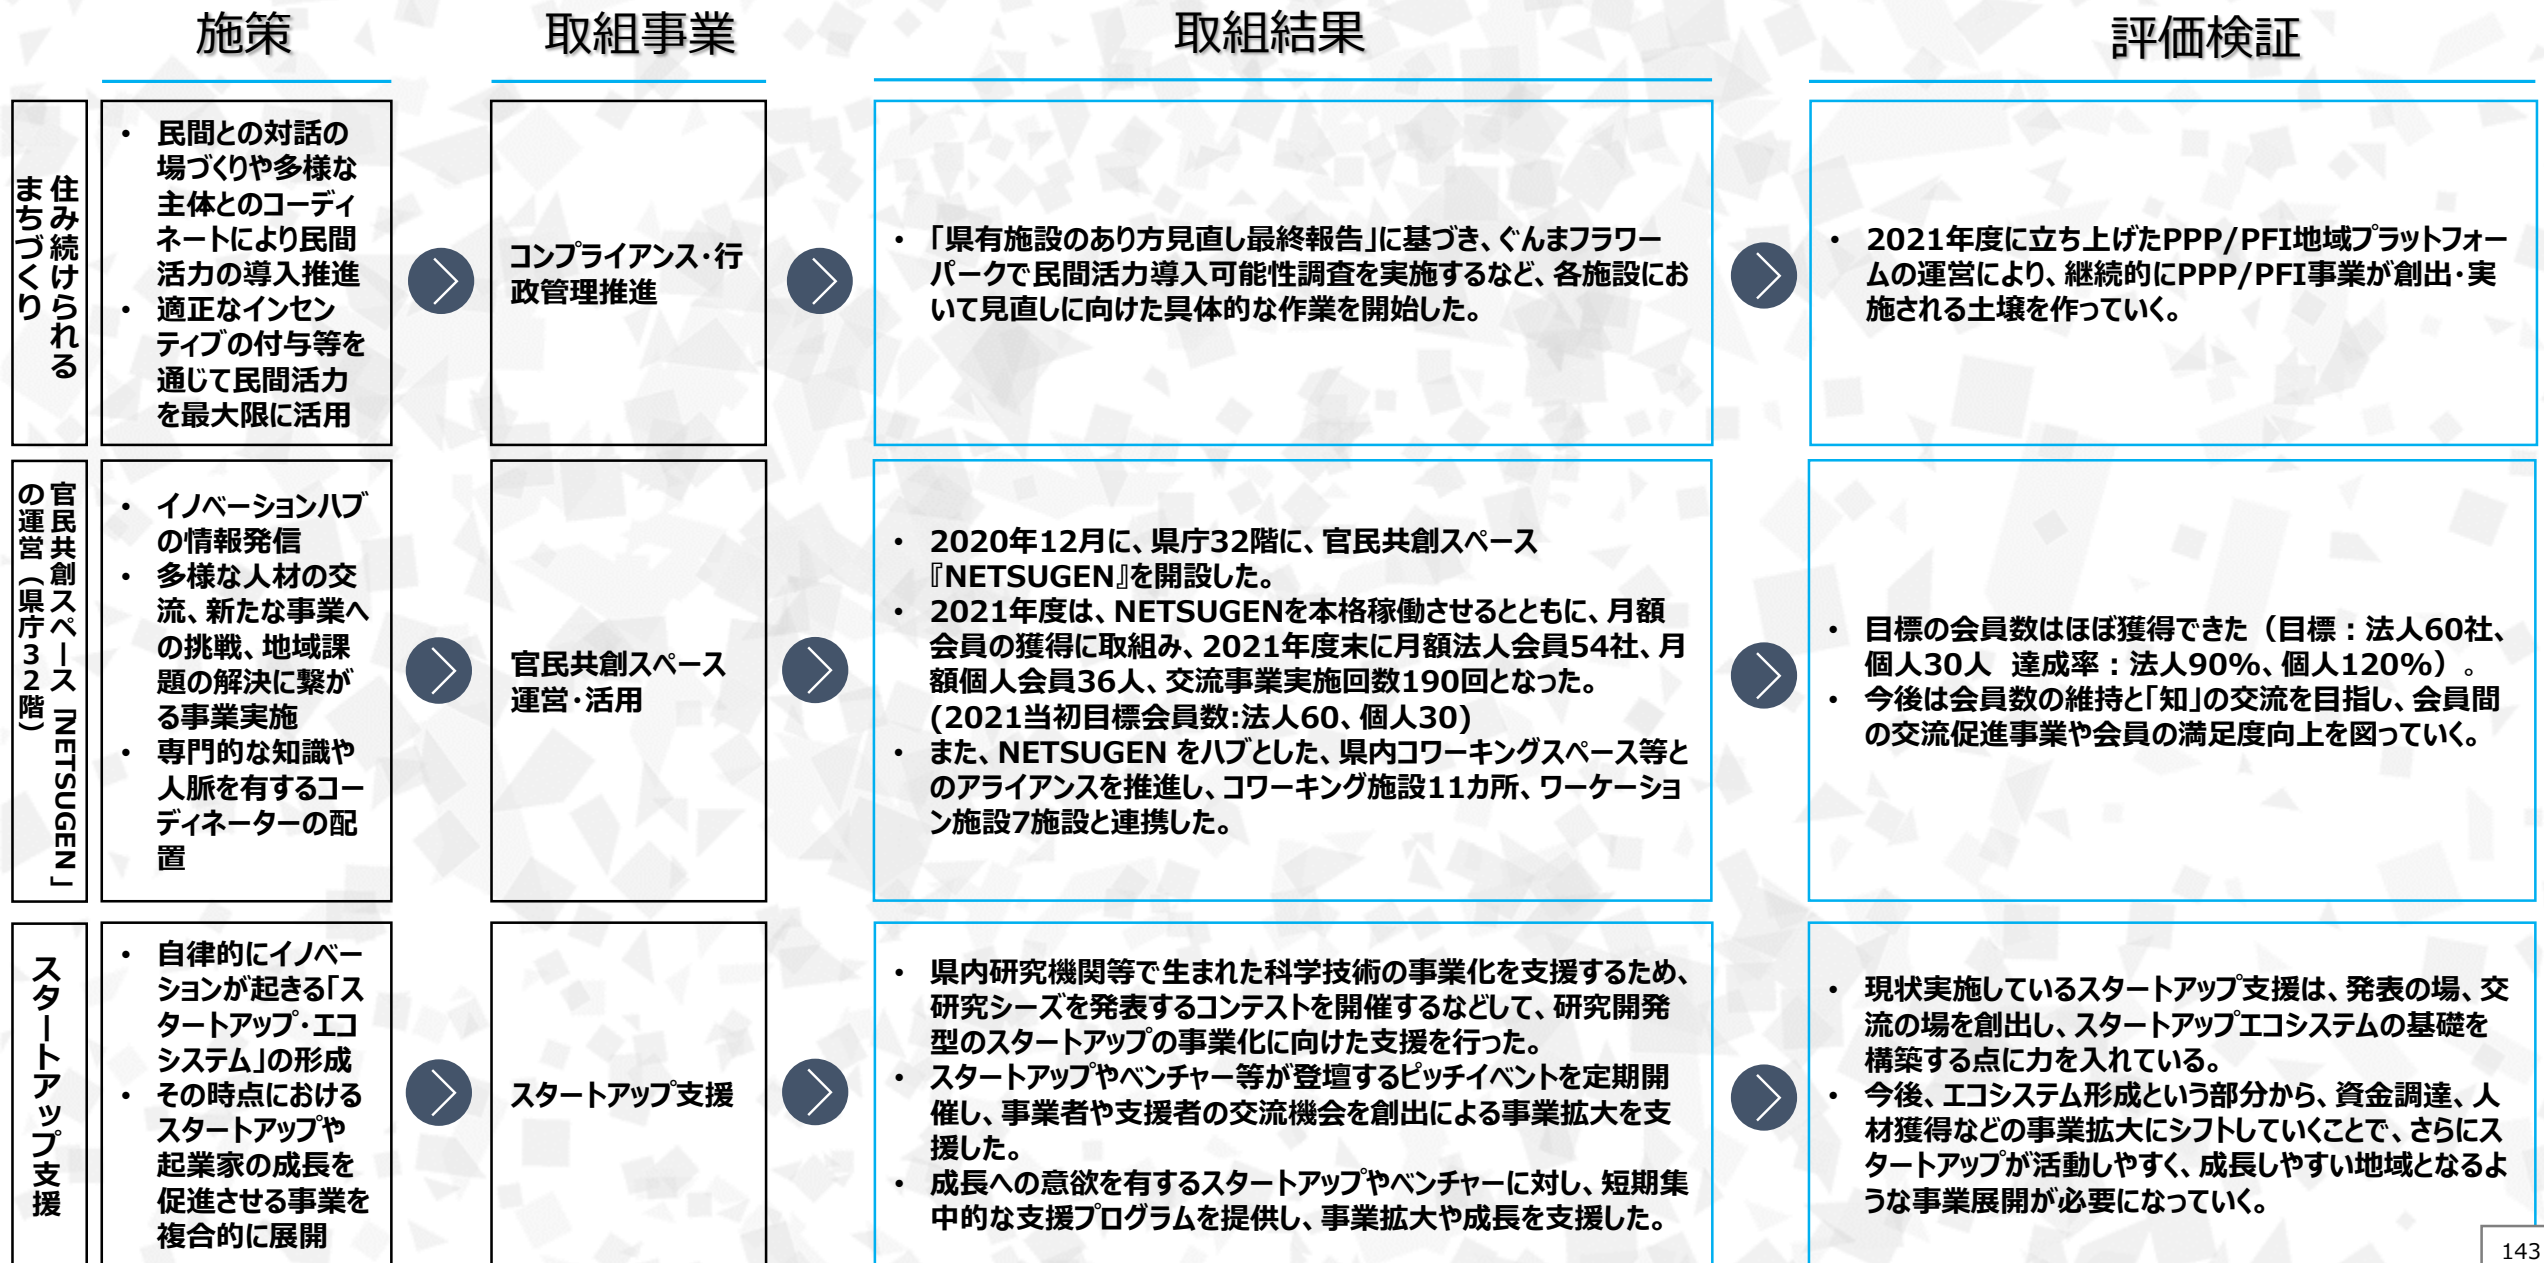 施策
取組事業
取組結果
評価検証
住み続けられる
まちづくり
• 民間との対話の
場づくりや多様な
主体とのコーディ
ネートにより民間
活力の導入推進
• 適正なインセン
ティブの付与等を
通じて民間活力
を最大限に活用
コンプライアンス・行
政管理推進
• 「県有施設のあり方見直し最終報告」に基づき、ぐんまフラワー
パークで民間活力導入可能性調査を実施するなど、各施設にお
いて見直しに向けた具体的な作業を開始した。
• 2021年度に立ち上げたPPP/PFI地域プラットフォー
ムの運営により、継続的にPPP/PFI事業が創出・実
施される土壌を作っていく。
官民共創スペース「NETSUGEN」
の運営（県庁32階）
• イノベーションハブ
の情報発信
• 多様な人材の交
流、新たな事業へ
の挑戦、地域課
題の解決に繋が
る事業実施
• 専門的な知識や
人脈を有するコー
ディネーターの配
置
官民共創スペース
運営・活用
• 2020年12月に、県庁32階に、官民共創スペース
『NETSUGEN』を開設した。
• 2021年度は、NETSUGENを本格稼働させるとともに、月額
会員の獲得に取組み、2021年度末に月額法人会員54社、月
額個人会員36人、交流事業実施回数190回となった。
(2021当初目標会員数:法人60、個人30)
• また、NETSUGEN をハブとした、県内コワーキングスペース等と
のアライアンスを推進し、コワーキング施設11カ所、ワーケーショ
ン施設7施設と連携した。
• 目標の会員数はほぼ獲得できた（目標：法人60社、
個人30人 達成率：法人90%、個人120%）。
• 今後は会員数の維持と「知」の交流を目指し、会員間
の交流促進事業や会員の満足度向上を図っていく。
スタートアップ支援
• 自律的にイノベー
ションが起きる「ス
タートアップ・エコ
システム」の形成
• その時点における
スタートアップや
起業家の成長を
促進させる事業を
複合的に展開
スタートアップ支援
• 県内研究機関等で生まれた科学技術の事業化を支援するため、
研究シーズを発表するコンテストを開催するなどして、研究開発
型のスタートアップの事業化に向けた支援を行った。
• スタートアップやベンチャー等が登壇するピッチイベントを定期開
催し、事業者や支援者の交流機会を創出による事業拡大を支
援した。
• 成長への意欲を有するスタートアップやベンチャーに対し、短期集
中的な支援プログラムを提供し、事業拡大や成長を支援した。
• 現状実施しているスタートアップ支援は、発表の場、交
流の場を創出し、スタートアップエコシステムの基礎を
構築する点に力を入れている。
• 今後、エコシステム形成という部分から、資金調達、人
材獲得などの事業拡大にシフトしていくことで、さらにス
タートアップが活動しやすく、成長しやすい地域となるよ
うな事業展開が必要になっていく。
143